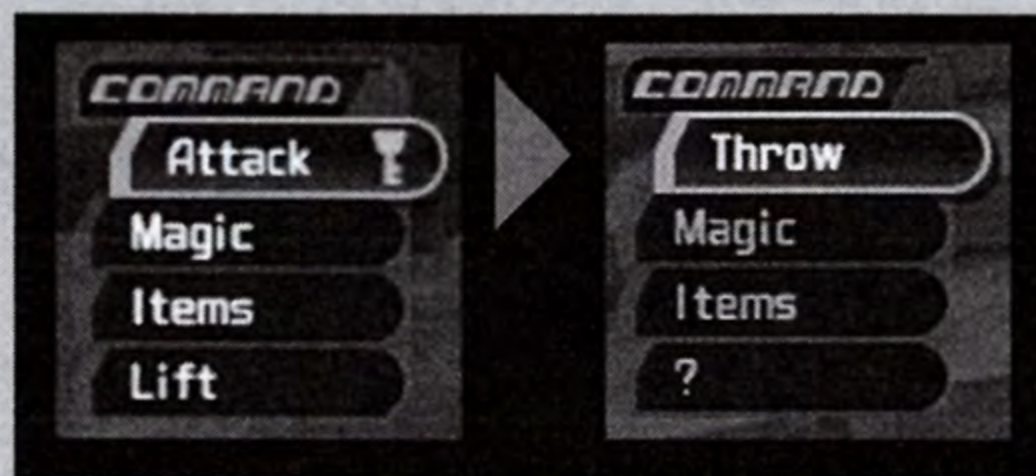 COMMAND
Attack
Magic
Items
Lift
COMMAND
Throw
Magic
Items
?